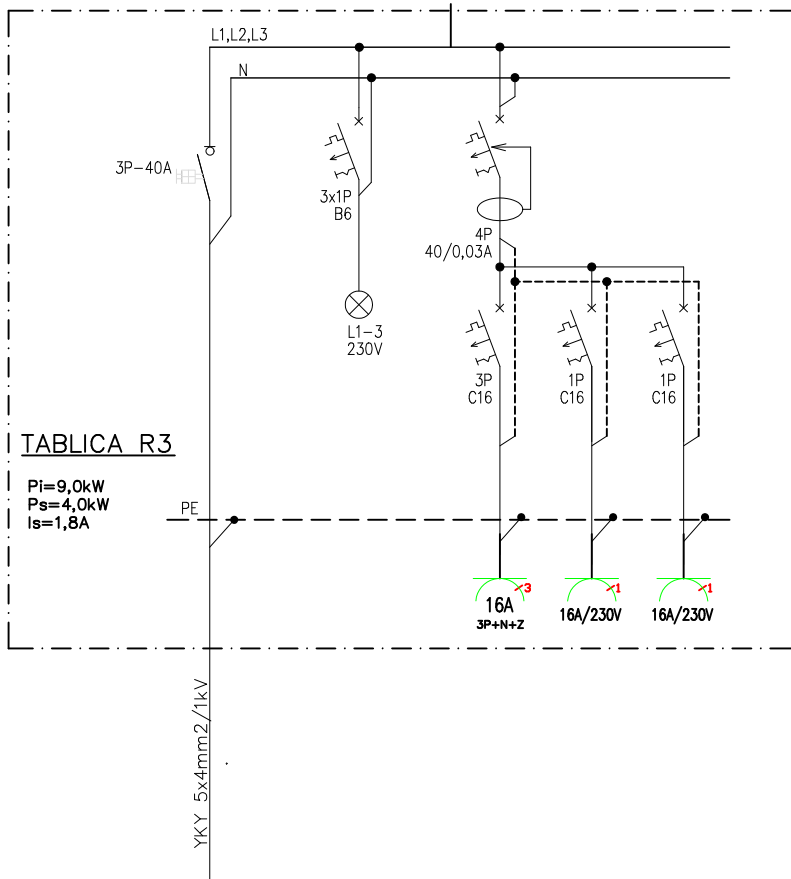 L1,L2,L3
N
3P-40A
3x1P
B6
4P
40/0,03A
L1-3
230V
3P
C16
1P
C16
1P
C16
TABLICA R3
Pi=9,0kW
Ps=4,0kW
Is=1,8A
PE
3
1
1
16A
3P+N+Z
16A/230V
16A/230V
YKY 5x4mm2/1kV